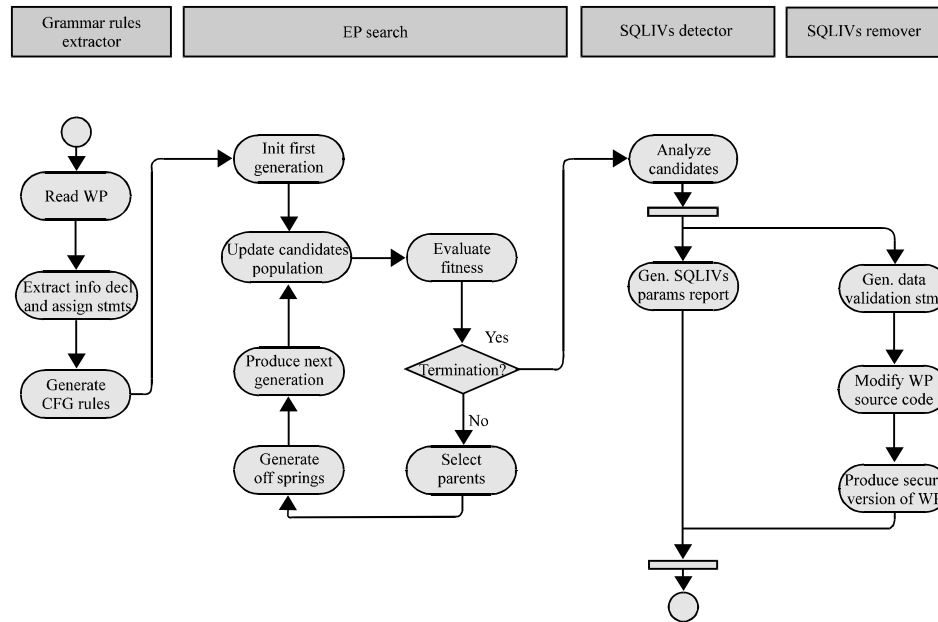 Grammar rules
extractor
EP search
SQLIVs detector
SQLIVs remover
Init first
generation
Analyze
candidates
Read WP
Update candidates
population
Evaluate
fitness
Gen. SQLIVs
params report
Gen. data
validation stm
Extract info decl
and assign stmts
Yes
Produce next
generation
Termination?
Modify WP
source code
Generate
CFG rules
No
Generate
off springs
Select
parents
Produce secur
version of WP